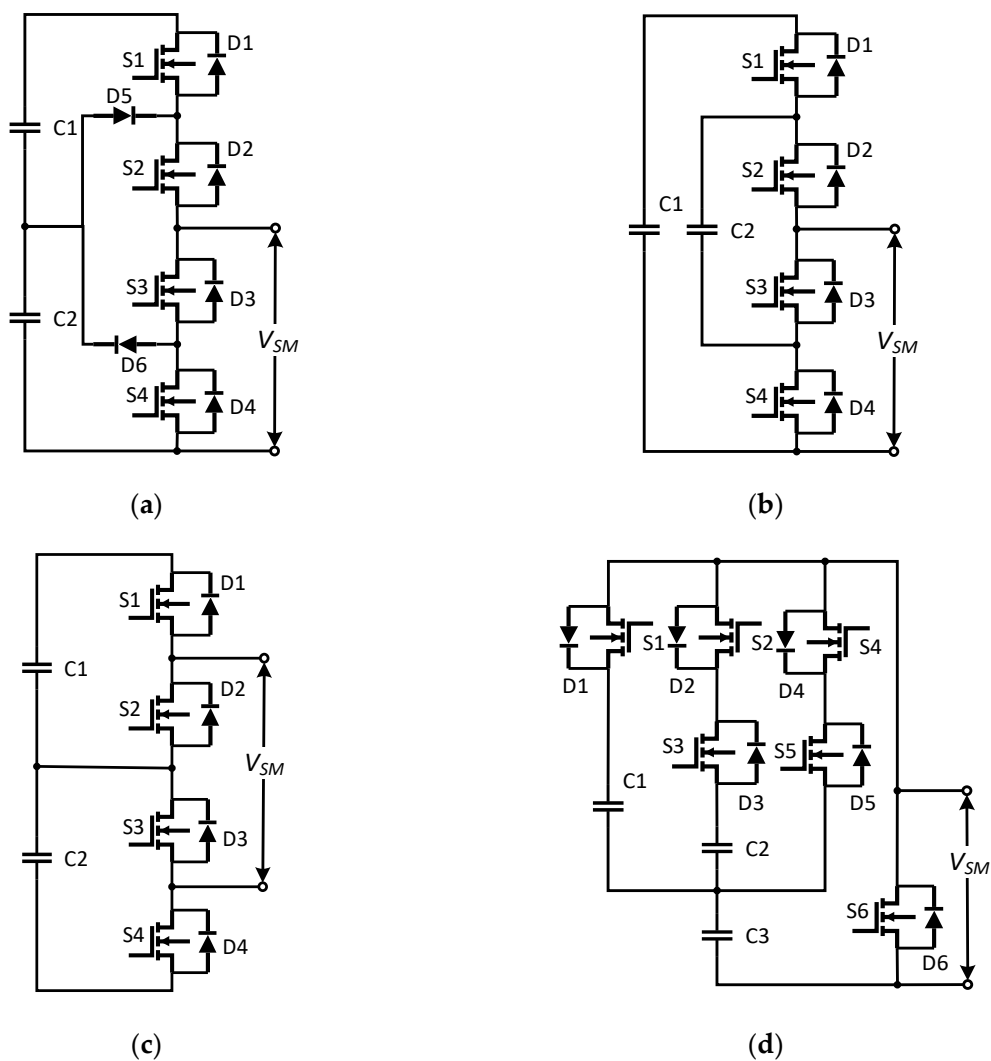 D1
S1
D5
C1
D2
S2
S3
D3
C2
V_SM
D6
S4
D4
(a)
D1
S1
D2
S2
C1
C2
S3
D3
V_SM
S4
D4
(b)
D1
S1
C1
D2
S2
V_SM
S3
D3
C2
S4
D4
(c)
S1
S2
S4
D1
D2
D4
S3
S5
C1
D3
D5
C2
V_SM
S6
C3
D6
(d)